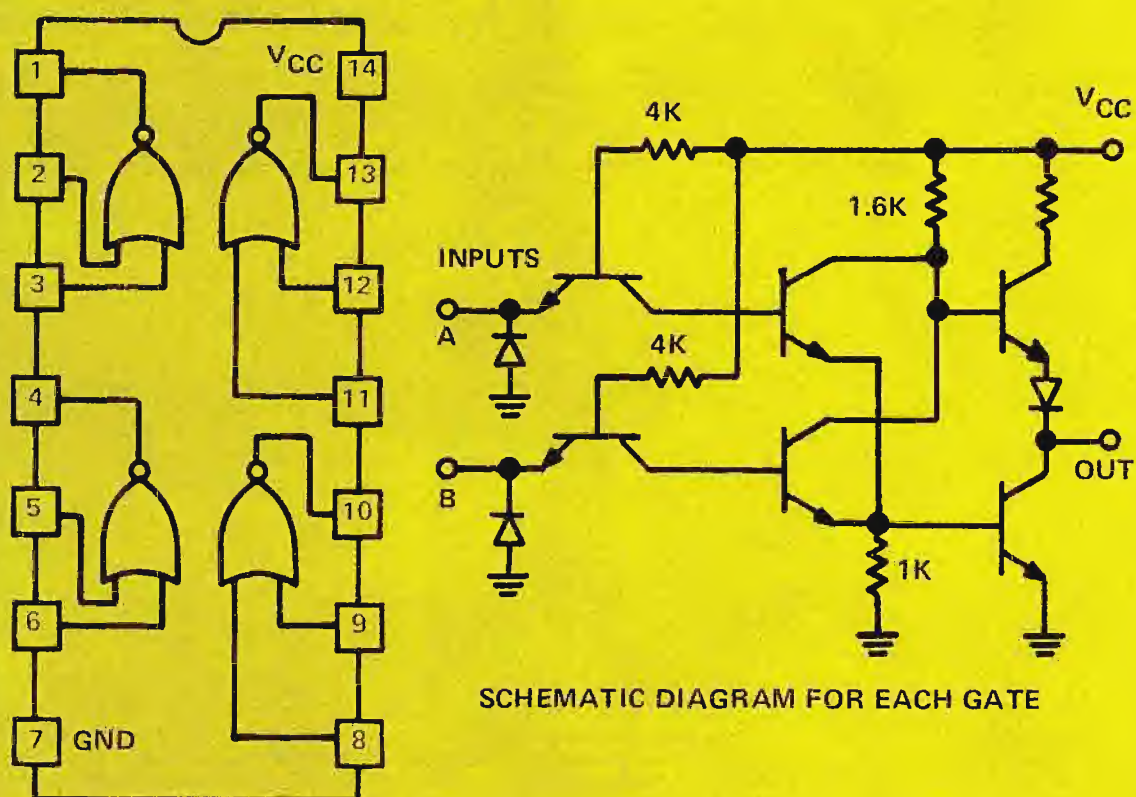 1
2
3
4
5
6
7
GND
VCC
14
13
12
11
10
9
8
4K
VCC
1.6K
INPUTS
A
4K
B
OUT
1K
SCHEMATIC DIAGRAM FOR EACH GATE